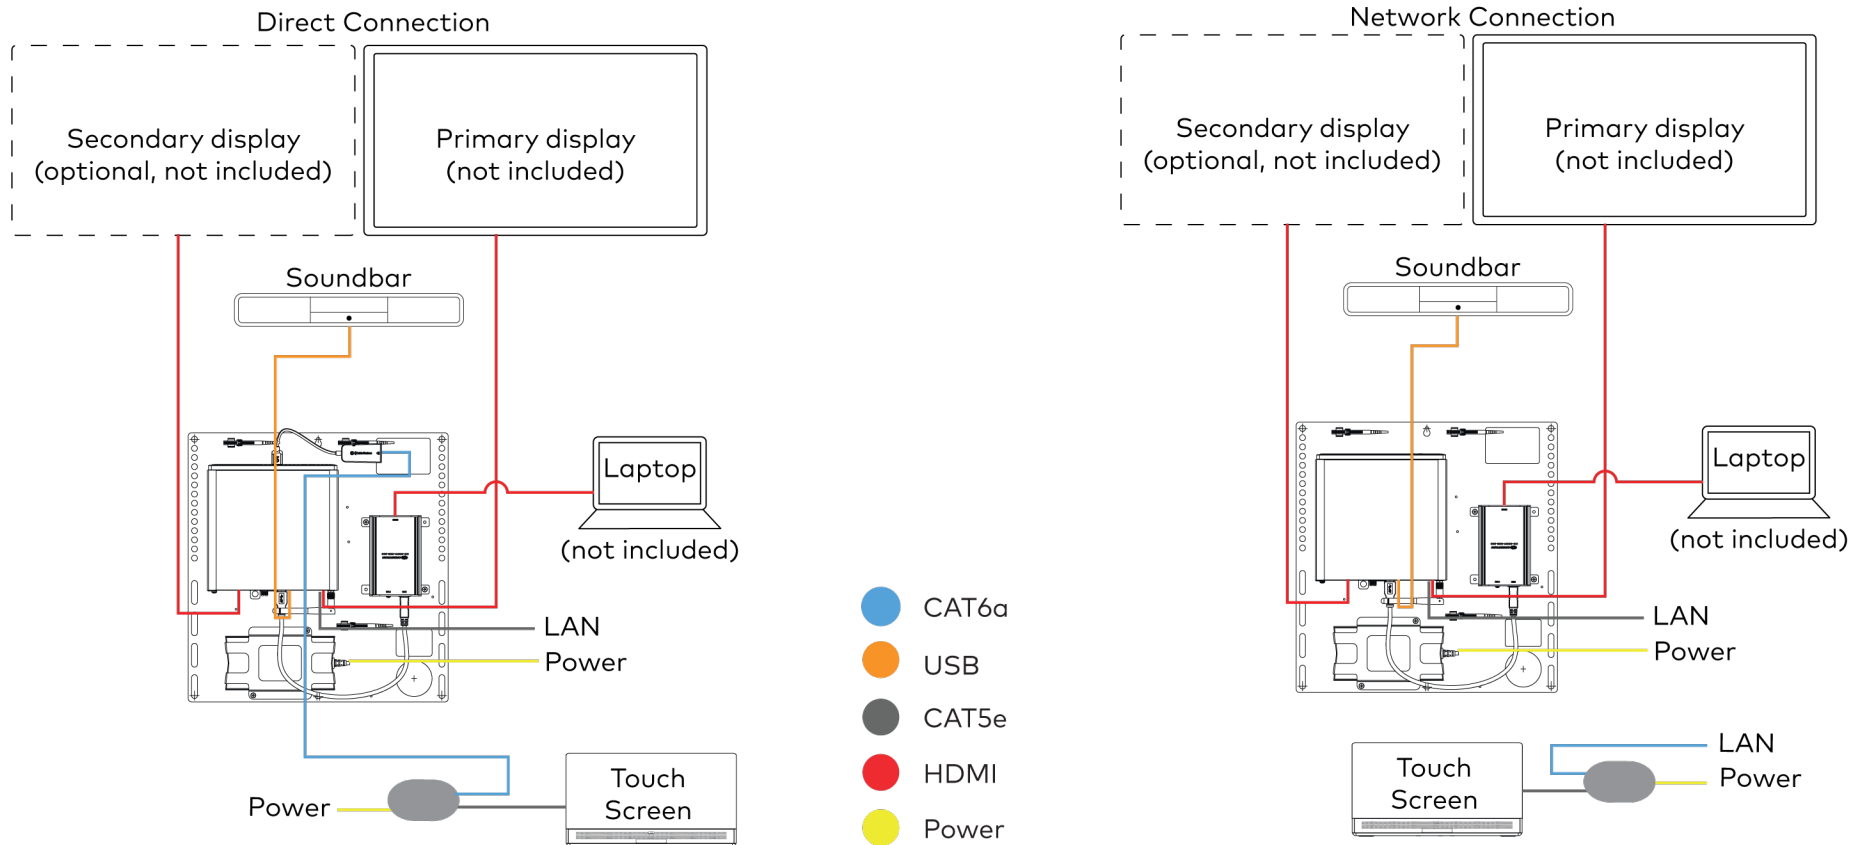 Direct Connection
Secondary display
(optional, not included)
Primary display
(not included)
Soundbar
Laptop
(not included)
LAN
Power
Power
Touch
Screen
CAT6a
USB
CAT5e
HDMI
Power
Network Connection
Secondary display
(optional, not included)
Primary display
(not included)
Soundbar
Laptop
(not included)
LAN
Power
Touch
Screen
LAN
Power